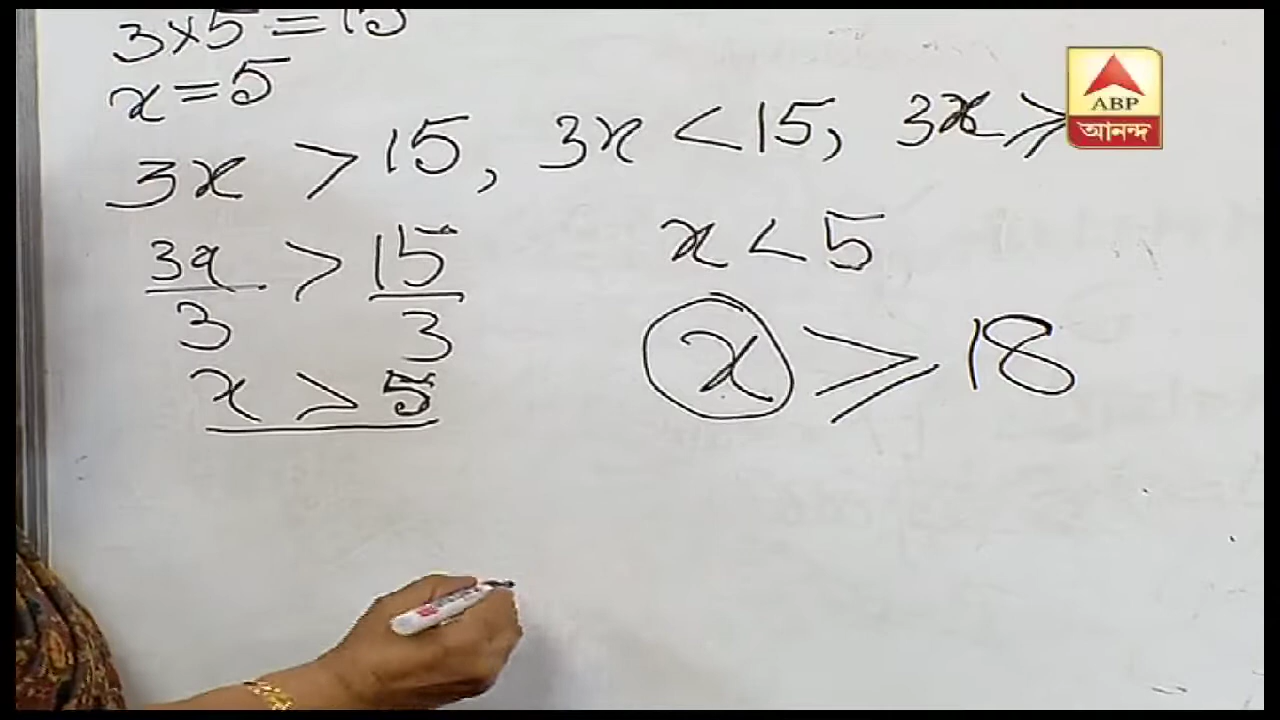 3×5=15
x=5
3x > 15, 3x < 15, 3x ≥
3x/3 > 15/3
x < 5
x > 5
x ≥ 18
ABP
আনন্দ